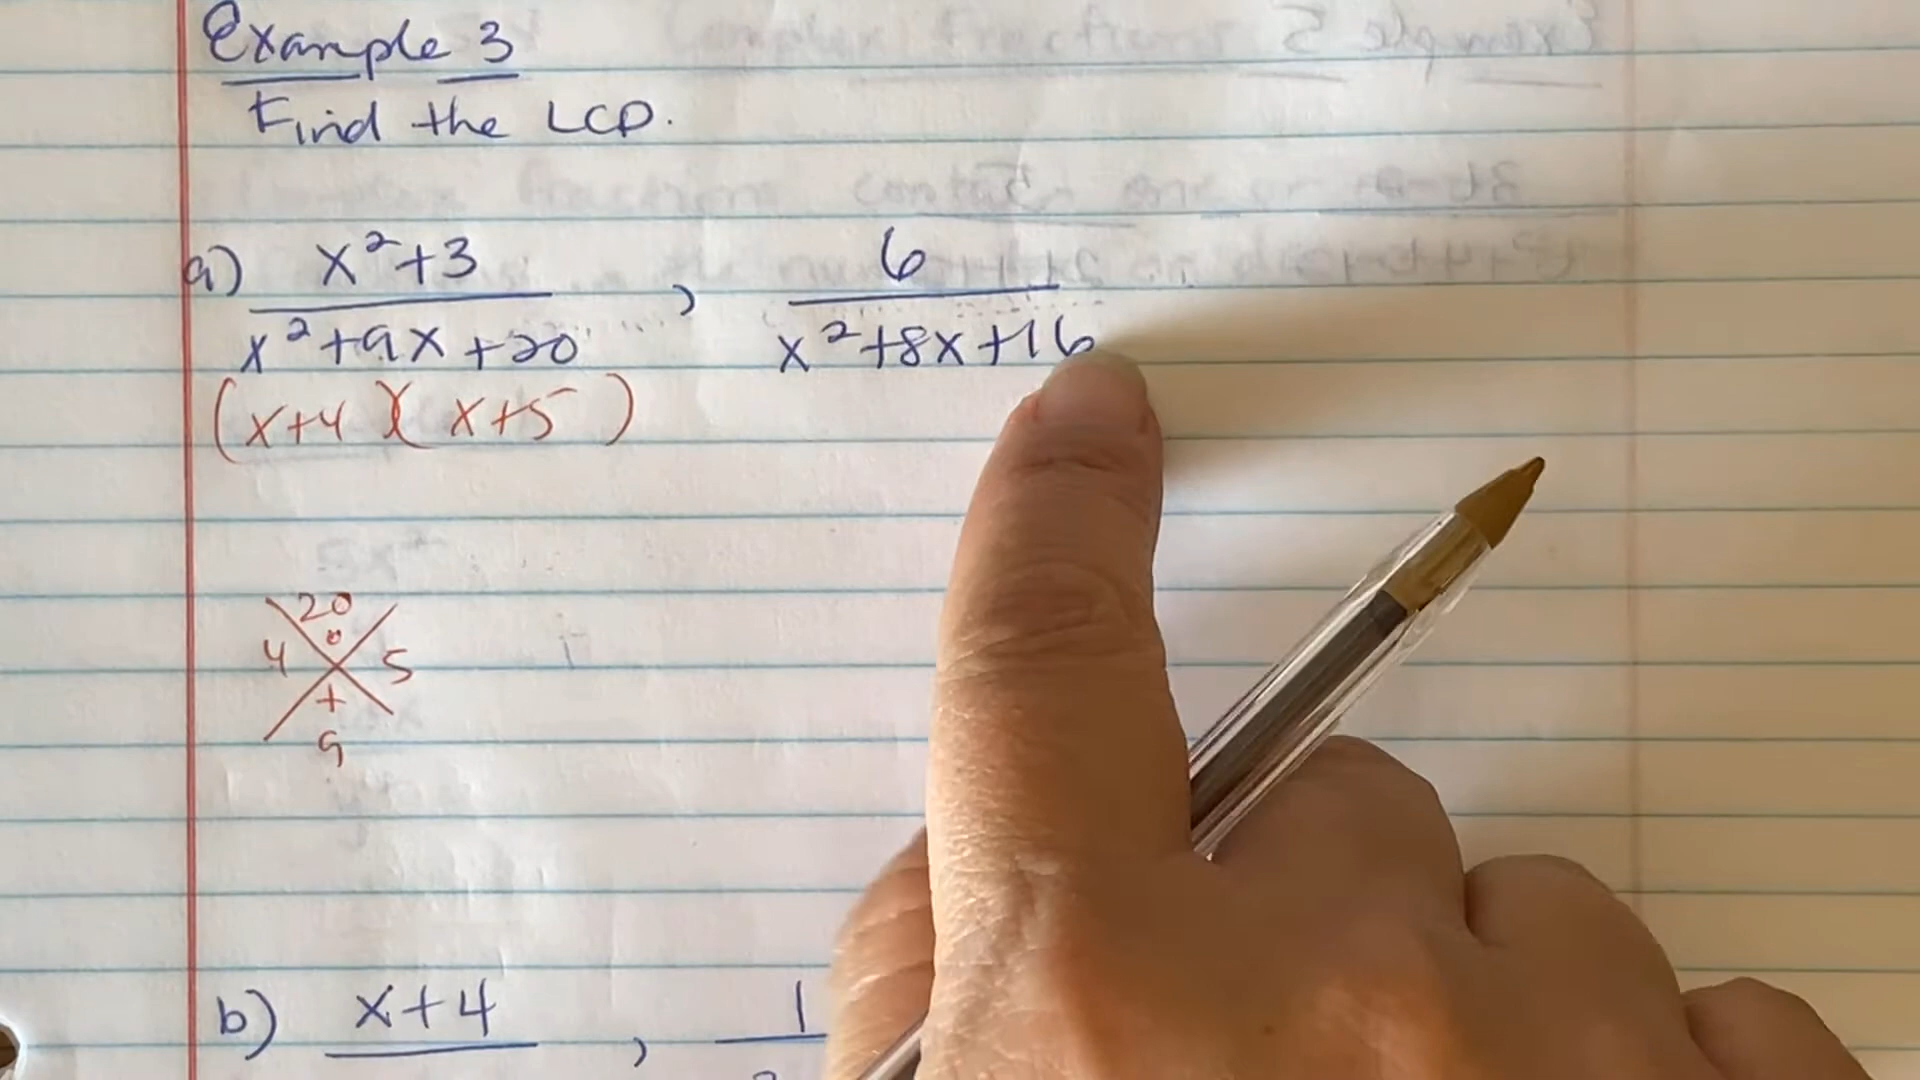 Example 3
Find the LCD.
a) x²+3 , 6
x²+9x+20 x²+8x+16
(x+4)(x+5)
20
4 5
+
9
b) x+4 , 1